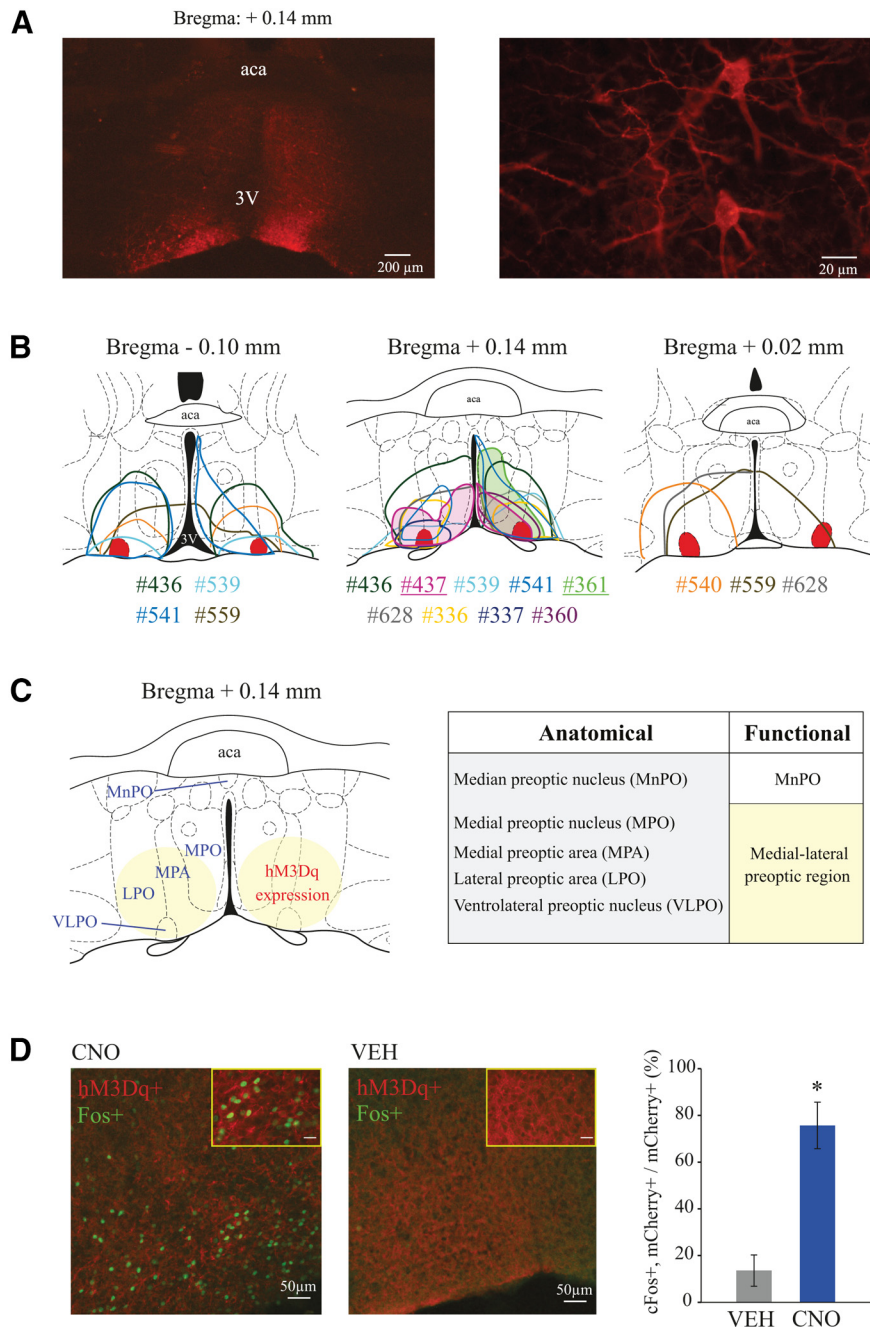 A
Bregma: + 0.14 mm
aca
3V
200 µm
20 µm
B
Bregma - 0.10 mm
aca
3V
#436 #539
#541 #559
Bregma + 0.14 mm
aca
#436 #437 #539 #541 #361
#628 #336 #337 #360
Bregma + 0.02 mm
aca
#540 #559 #628
C
Bregma + 0.14 mm
aca
MnPO
MPO
MPA
LPO
VLPO
hM3Dq
expression
Anatomical Functional
Median preoptic nucleus (MnPO) MnPO
Medial preoptic nucleus (MPO)
Medial preoptic area (MPA)
Lateral preoptic area (LPO)
Ventrolateral preoptic nucleus (VLPO)
Medial-lateral
preoptic region
D
CNO
hM3Dq+
Fos+
50µm
VEH
hM3Dq+
Fos+
50µm
cFos+, mCherry+ / mCherry+ (%)
100
80
60
40
20
0
*
VEH CNO